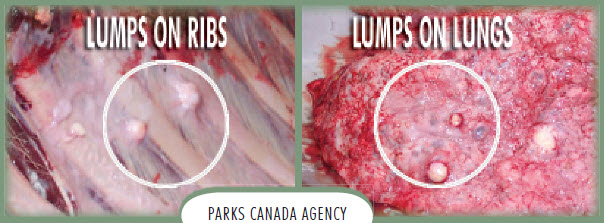 LUMPS ON RIBS
LUMPS ON LUNGS
PARKS CANADA AGENCY